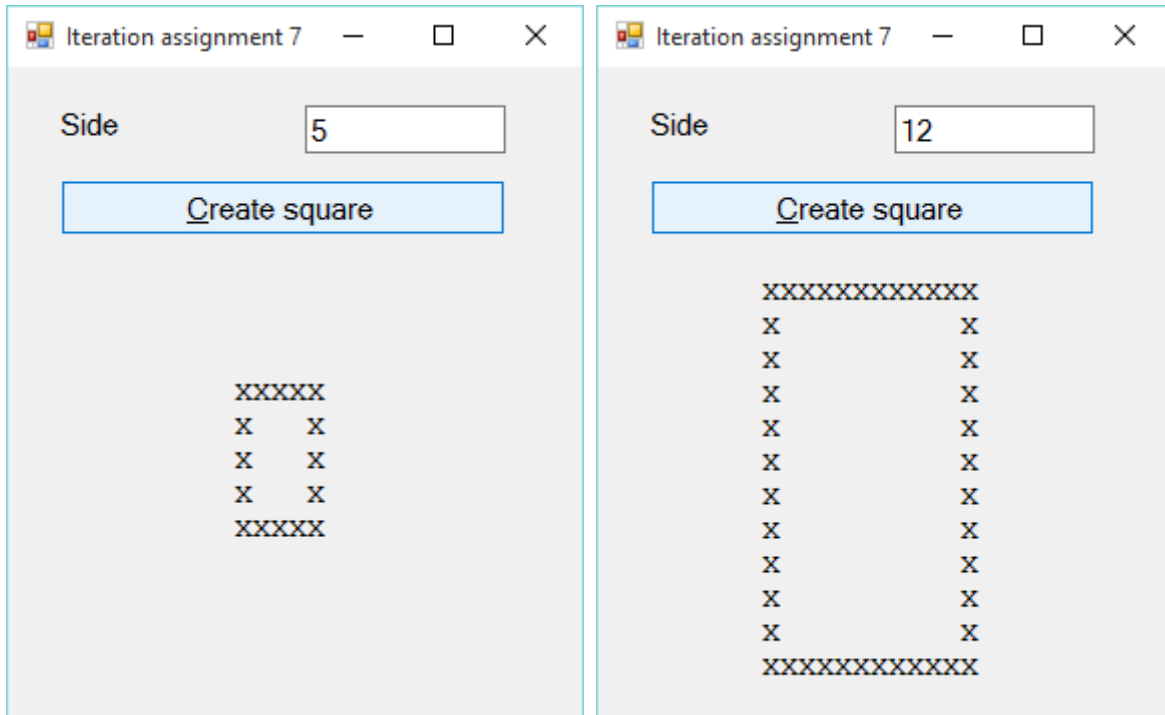 Iteration assignment 7
Side 5
Create square
xxxxx
x   x
x   x
x   x
xxxxx
Iteration assignment 7
Side 12
Create square
xxxxxxxxxxxx
x          x
x          x
x          x
x          x
x          x
x          x
x          x
x          x
x          x
x          x
xxxxxxxxxxxx